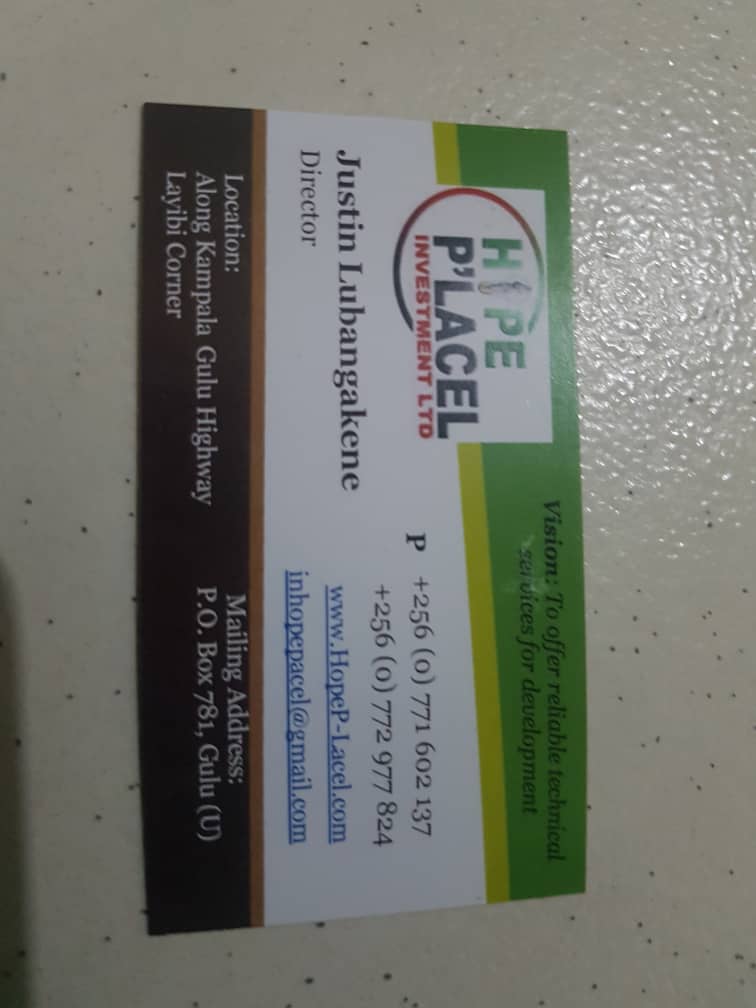 Vision: To offer reliable technical
services for development
HOPE
P'LACEL
INVESTMENT LTD
P +256 (0) 771 602 137
+256 (0) 772 977 824
www.HopeP-Lacel.com
inhopepacel@gmail.com
Justin Lubangakene
Director
Location:
Along Kampala Gulu Highway
Layibi Corner
Mailing Address:
P.O. Box 781, Gulu (U)